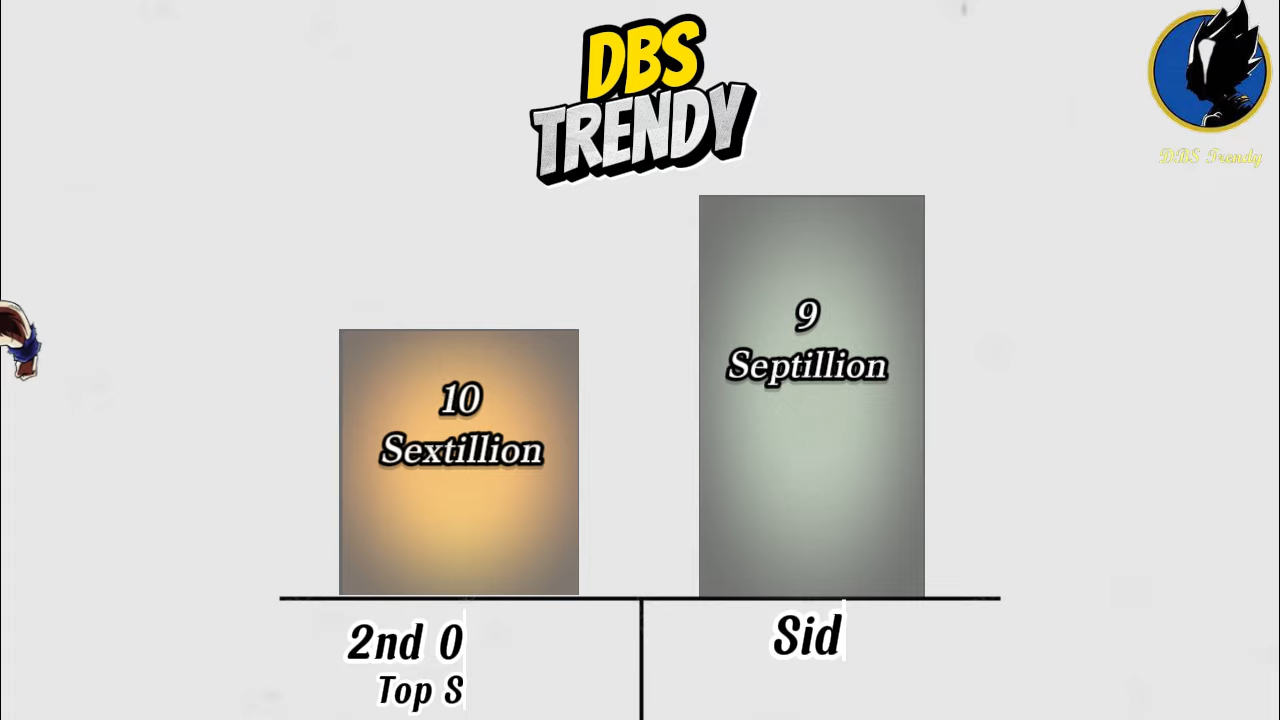 DBS
TRENDY
DBS Trendy
9
Septillion
10
Sextillion
2nd O
Top S
Sid